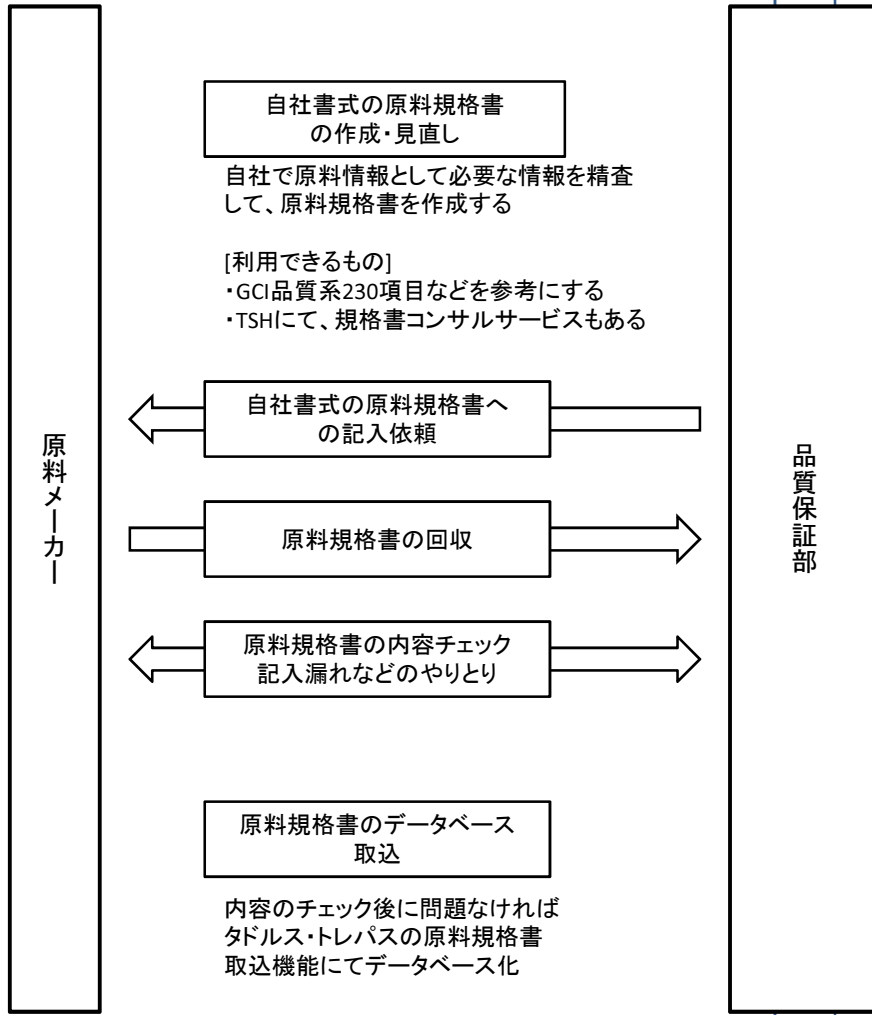 自社書式の原料規格書
の作成・見直し
自社で原料情報として必要な情報を精査
して、原料規格書を作成する
[利用できるもの]
・GCI品質系230項目などを参考にする
・TSHにて、規格書コンサルサービスもある
自社書式の原料規格書へ
の記入依頼
原料メーカー
品質保証部
原料規格書の回収
原料規格書の内容チェック
記入漏れなどのやりとり
原料規格書のデータベース
取込
内容のチェック後に問題なければ
タドルス・トレパスの原料規格書
取込機能にてデータベース化